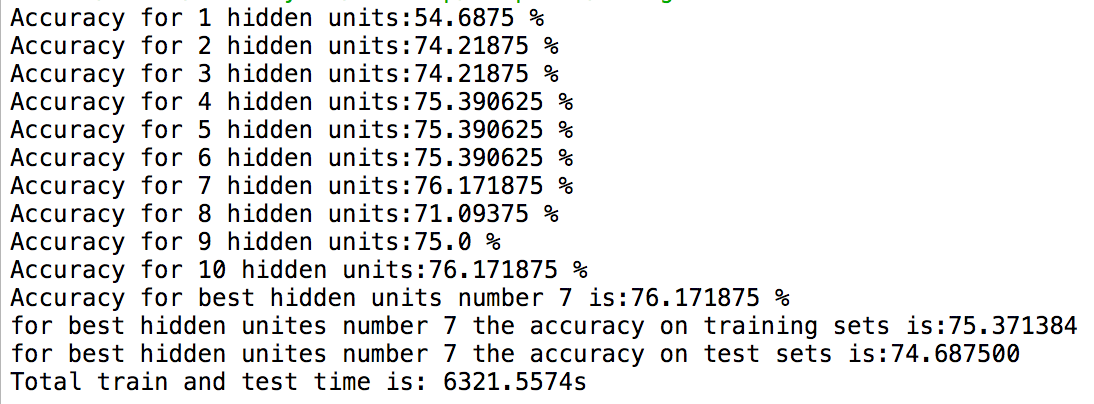 Accuracy for 1 hidden units:54.6875 %
Accuracy for 2 hidden units:74.21875 %
Accuracy for 3 hidden units:74.21875 %
Accuracy for 4 hidden units:75.390625 %
Accuracy for 5 hidden units:75.390625 %
Accuracy for 6 hidden units:75.390625 %
Accuracy for 7 hidden units:76.171875 %
Accuracy for 8 hidden units:71.09375 %
Accuracy for 9 hidden units:75.0 %
Accuracy for 10 hidden units:76.171875 %
Accuracy for best hidden units number 7 is:76.171875 %
for best hidden unites number 7 the accuracy on training sets is:75.371384
for best hidden unites number 7 the accuracy on test sets is:74.687500
Total train and test time is: 6321.5574s